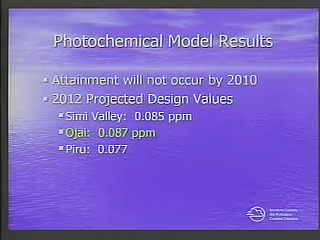 Photochemical Model Results
Attainment will not occur by 2010
2012 Projected Design Values
Simi Valley: 0.085 ppm
Ojai: 0.087 ppm
Piru: 0.077